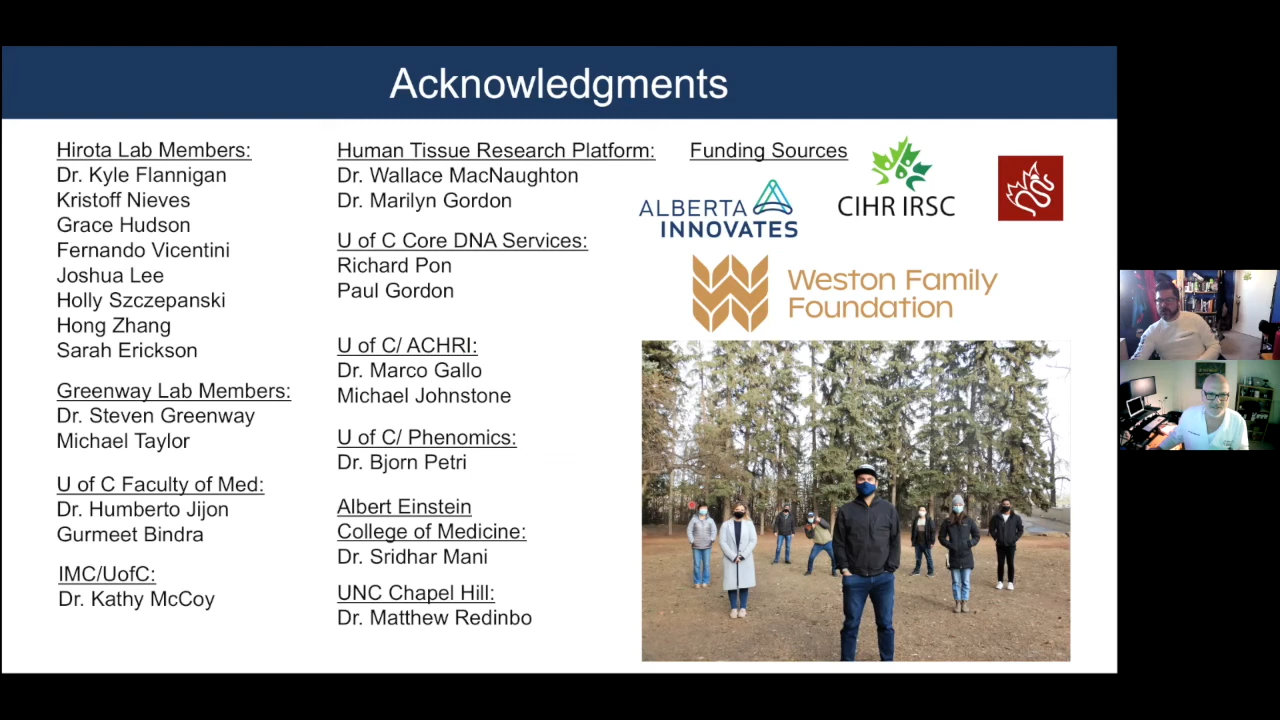 Acknowledgments
Hirota Lab Members:
Dr. Kyle Flannigan
Kristoff Nieves
Grace Hudson
Fernando Vicentini
Joshua Lee
Holly Szczepanski
Hong Zhang
Sarah Erickson
Greenway Lab Members:
Dr. Steven Greenway
Michael Taylor
U of C Faculty of Med:
Dr. Humberto Jijon
Gurmeet Bindra
IMC/UofC:
Dr. Kathy McCoy
Human Tissue Research Platform:
Dr. Wallace MacNaughton
Dr. Marilyn Gordon
U of C Core DNA Services:
Richard Pon
Paul Gordon
U of C/ ACHRI:
Dr. Marco Gallo
Michael Johnstone
U of C/ Phenomics:
Dr. Bjorn Petri
Albert Einstein
College of Medicine:
Dr. Sridhar Mani
UNC Chapel Hill:
Dr. Matthew Redinbo
Funding Sources
ALBERTA
INNOVATES
CIHR IRSC
Weston Family
Foundation